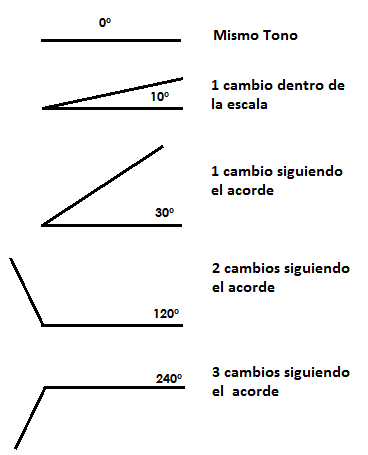 0º
Mismo Tono
1 cambio dentro de
10º
la escala
1 cambio siguiendo
el acorde
30º
2 cambios siguiendo
el acorde
120º
3 cambios siguiendo
240º
el acorde